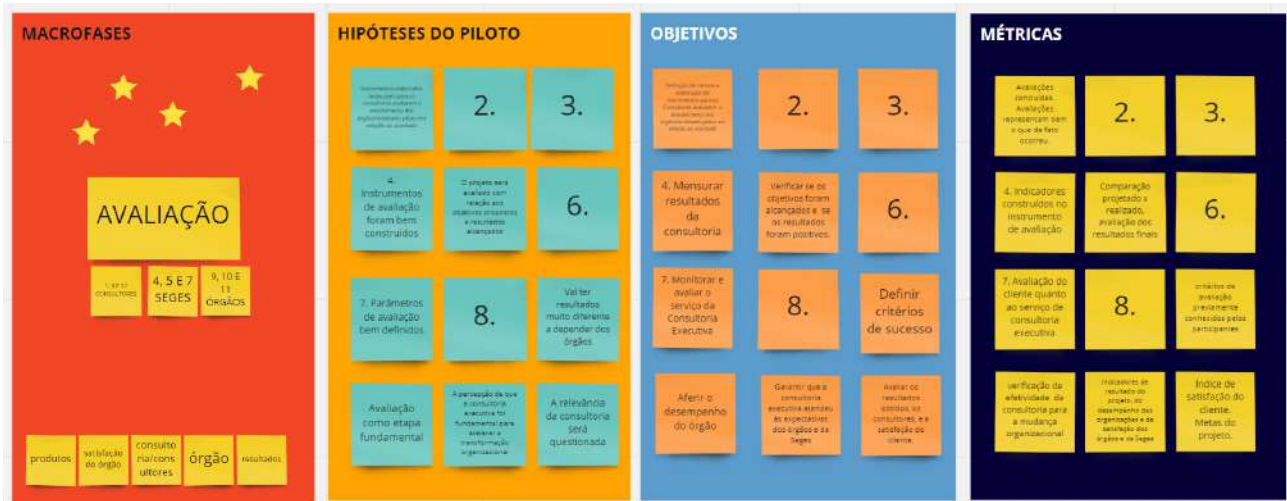 MACROFASES
AVALIAÇÃO
CONSULTORES
4, 5 E 7
SEGES
9, 10 E
11
ÓRGÃOS
produtos
satisfação
do órgão
consulto
ria/cons
ultores
órgão
resultados
HIPÓTESES DO PILOTO
2.
3.
4.
Instrumentos
de avaliação
foram bem
construídos
O projeto será
avaliado com
relação aos
objetivos propostos
e resultados
alcançados
6.
7. Parâmetros
de avaliação
bem definidos
8.
Vai ter
resultados
muito diferente
a depender dos
órgãos
Avaliação
como etapa
fundamental
A percepção de que
a consultoria
executiva foi
fundamental para
acelerar a
transformação
organizacional
A relevância
da consultoria
será
questionada
OBJETIVOS
2.
3.
4. Mensurar
resultados
da
consultoria
Verificar se os
objetivos foram
alcançados e se
os resultados
foram positivos.
6.
7. Monitorar e
avaliar o
serviço da
Consultoria
Executiva
8.
Definir
critérios
de sucesso
Aferir o
desempenho
do órgão
Garantir que a
consultoria
executiva atendeu
às expectativas
dos órgãos e da
Seges
Avaliar os
resultados
obtidos, os
consultores, e a
satisfação do
cliente.
MÉTRICAS
Avaliações
concluídas.
Avaliações
representam bem
o que de fato
ocorreu.
2.
3.
4. Indicadores
construídos no
instrumento
de avaliação
Comparação
projetado x
realizado,
avaliação dos
resultados finais
6.
7. Avaliação do
cliente quanto
ao serviço de
consultoria
executiva
8.
critérios de
avaliação
previamente
conhecidos pelos
participantes
verificação da
efetividade da
consultoria para
a mudança
organizacional
Indicadores de
resultado do
projeto, do
desempenho das
organizações e da
satisfação dos
órgãos e da Seges
Índice de
satisfação do
cliente.
Metas do
projeto.